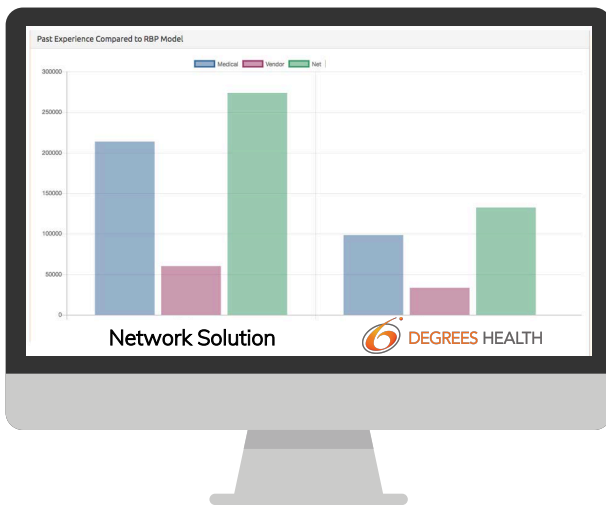 Past Experience Compared to RBP Model
Medical Vendor Net
300000
250000
200000
150000
100000
50000
0
Network Solution
6 DEGREES HEALTH